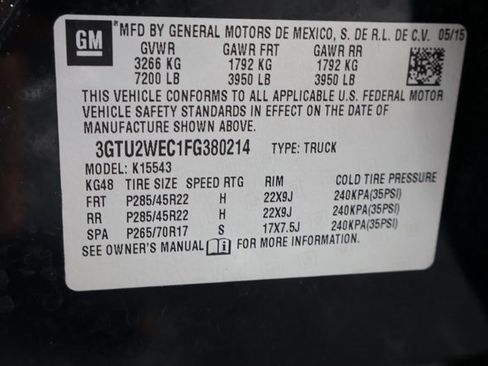 GM *MFD BY GENERAL MOTORS DE MEXICO, S. DE R.L. DE C.V. 05/15
GVWR GAWR FRT GAWR RR
3266 KG 1792 KG 1792 KG
7200 LB 3950 LB 3950 LB
THIS VEHICLE CONFORMS TO ALL APPLICABLE U.S. FEDERAL MOTOR
VEHICLE SAFETY STANDARDS IN EFFECT ON THE DATE OF
MANUFACTURE SHOWN ABOVE.
3GTU2WEC1FG380214 TYPE: TRUCK
MODEL: K15543
KG48 TIRE SIZE SPEED RTG RIM COLD TIRE PRESSURE
FRT P285/45R22 H 22X9J 240KPA(35PSI)
RR P285/45R22 H 22X9J 240KPA(35PSI)
SPA P265/70R17 S 17X7.5J 240KPA(35PSI)
SEE OWNER'S MANUAL FOR MORE INFORMATION.